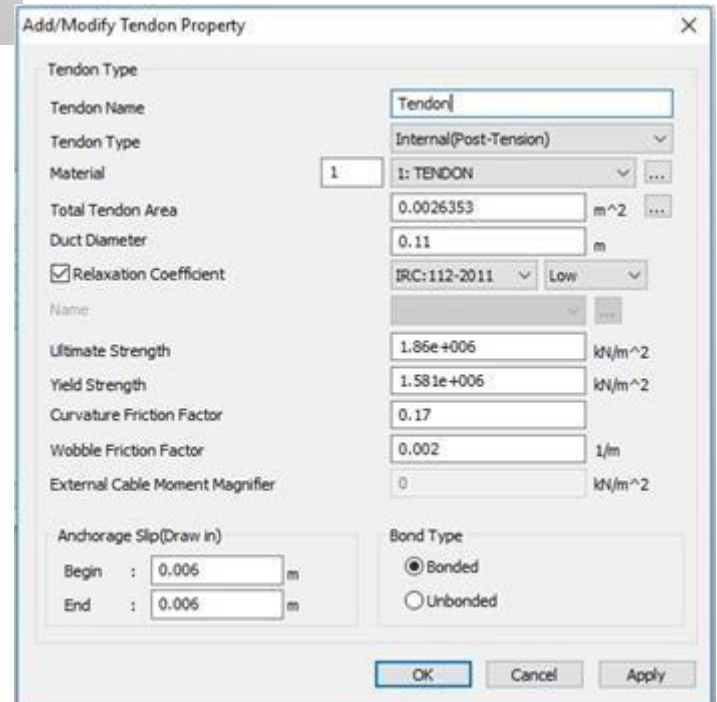 Add/Modify Tendon Property
Tendon Type
Tendon Name Tendon
Tendon Type Internal(Post-Tension)
Material 1 1: TENDON ...
Total Tendon Area 0.0026353 m^2 ...
Duct Diameter 0.11 m
Relaxation Coefficient IRC:112-2011 Low
Name ...
Ultimate Strength 1.86e+006 kN/m^2
Yield Strength 1.581e+006 kN/m^2
Curvature Friction Factor 0.17
Wobble Friction Factor 0.002 1/m
External Cable Moment Magnifier 0 kN/m^2
Anchorage Slip(Draw in) Bond Type
Begin : 0.006 m Bonded
End : 0.006 m Unbonded
OK Cancel Apply